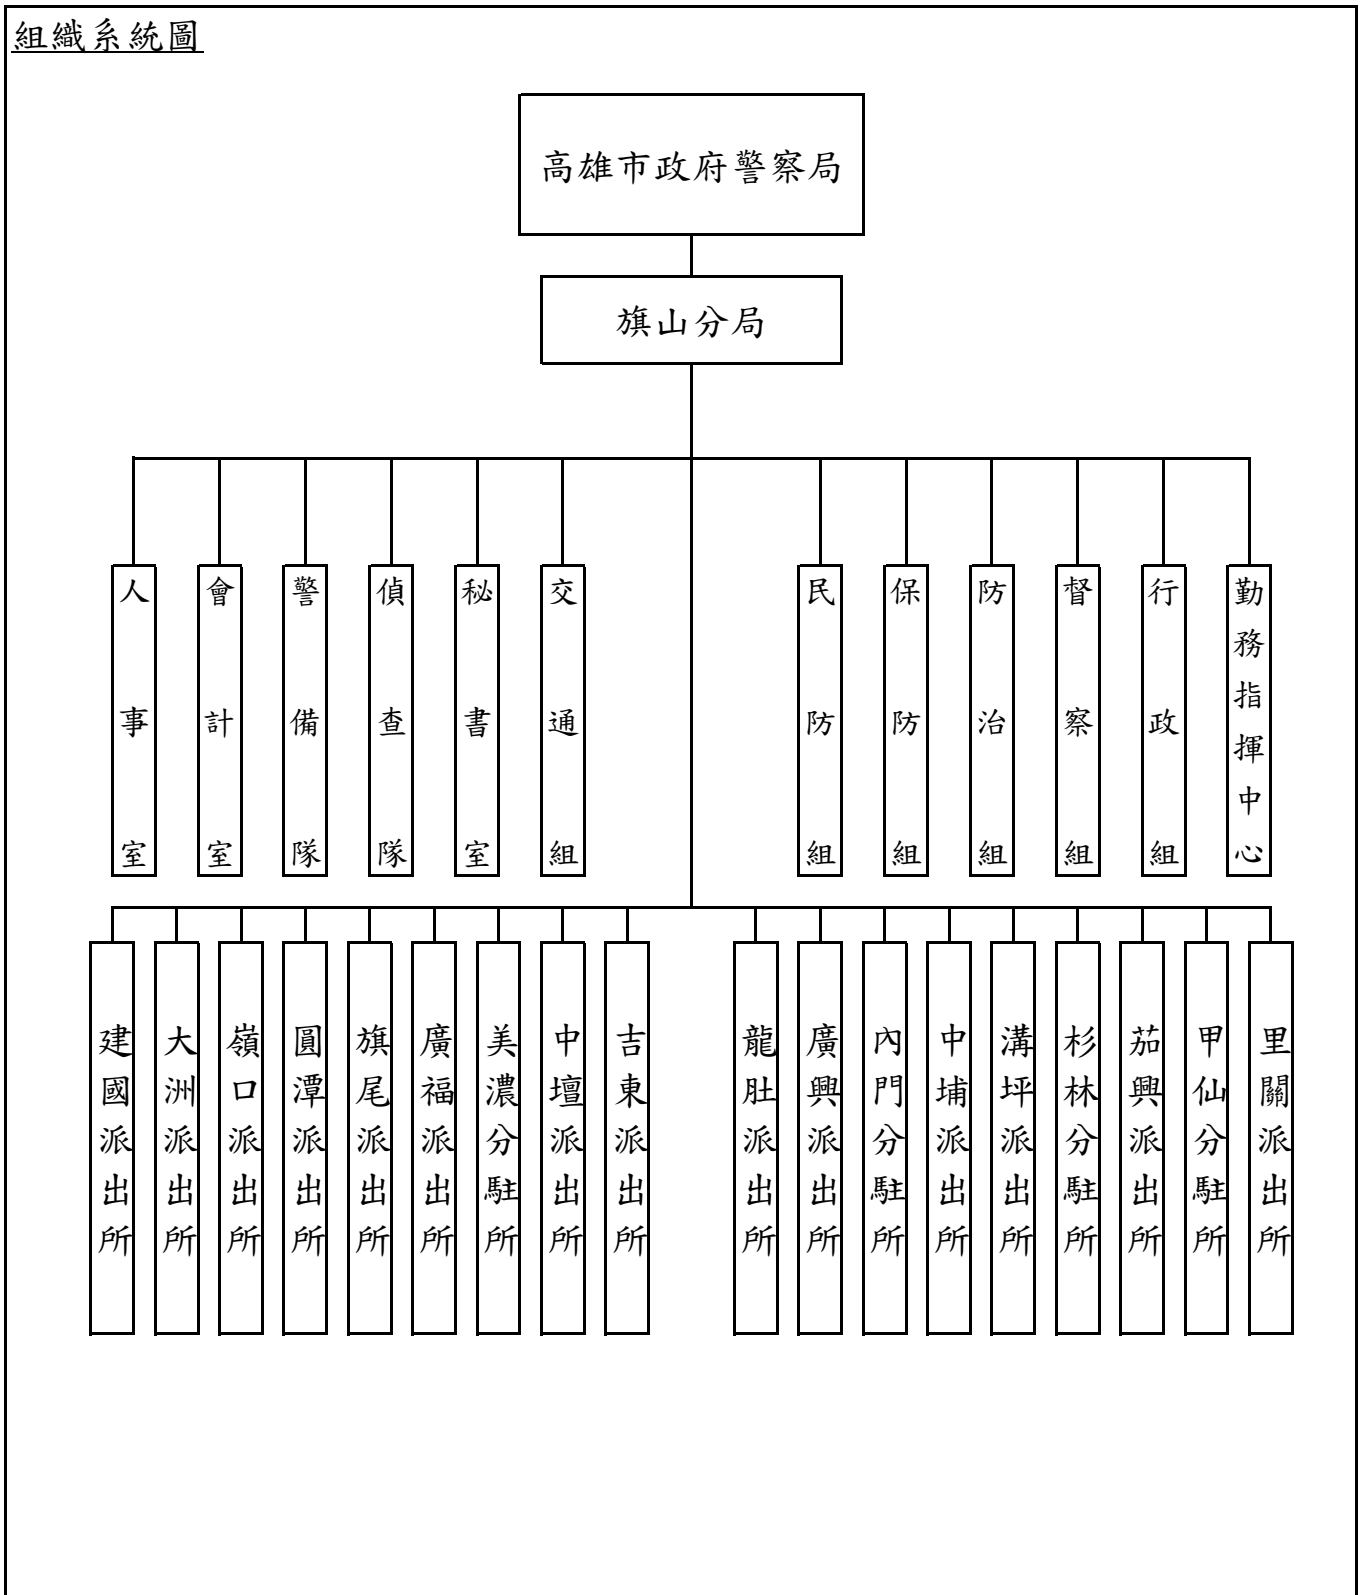 組織系統圖
高雄市政府警察局
旗山分局
人事室
會計室
警備隊
偵查隊
秘書室
交通組
民防組
保防組
防治組
督察組
行政組
勤務指揮中心
建國派出所
大洲派出所
嶺口派出所
圓潭派出所
旗尾派出所
廣福派出所
美濃分駐所
中壇派出所
吉東派出所
龍肚派出所
廣興派出所
內門分駐所
中埔派出所
溝坪派出所
杉林分駐所
茄興派出所
甲仙分駐所
里關派出所